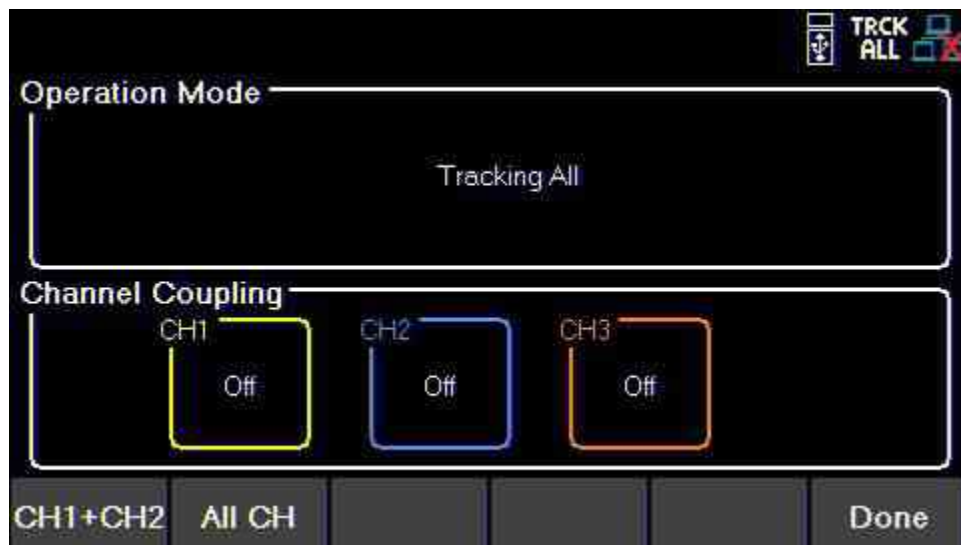 TRCK
ALL
Operation Mode
Tracking All
Channel Coupling
CH1 CH2 CH3
Off Off Off
CH1+CH2 All CH Done